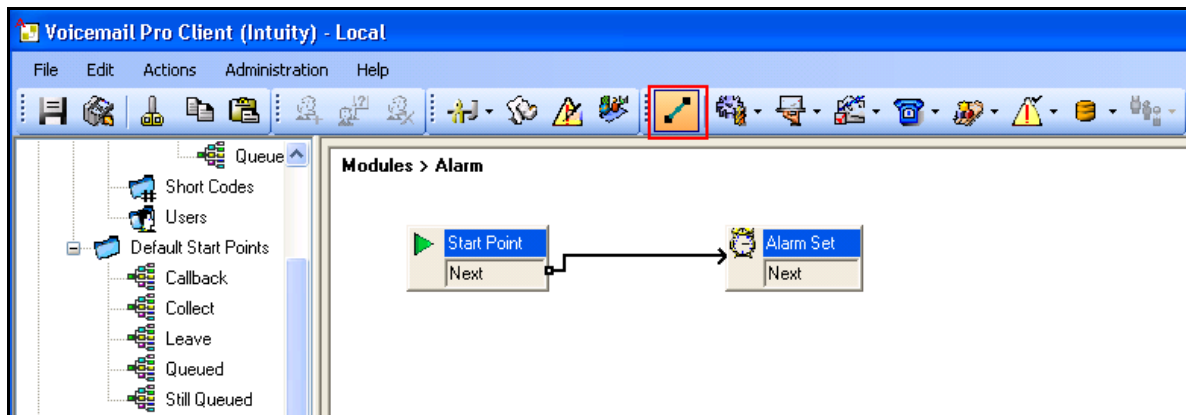 Voicemail Pro Client (Intuity) - Local
File Edit Actions Administration Help
Queue
Short Codes
Users
Default Start Points
Callback
Collect
Leave
Queued
Still Queued
Modules > Alarm
Start Point
Next
Alarm Set
Next